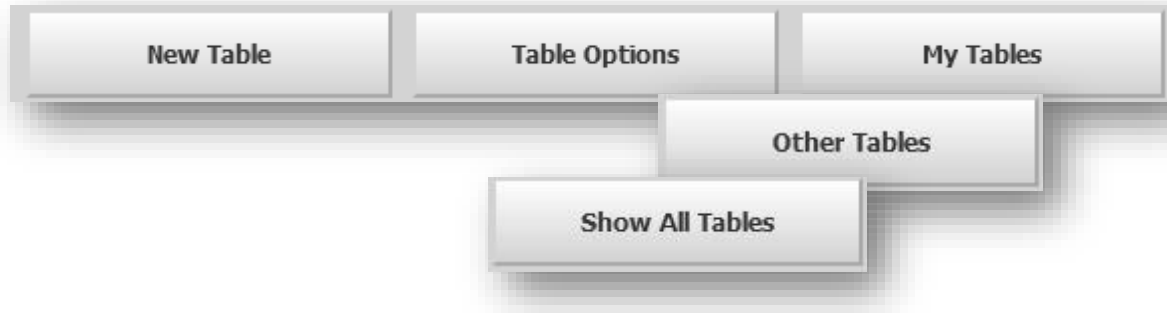 New Table
Table Options
My Tables
Other Tables
Show All Tables